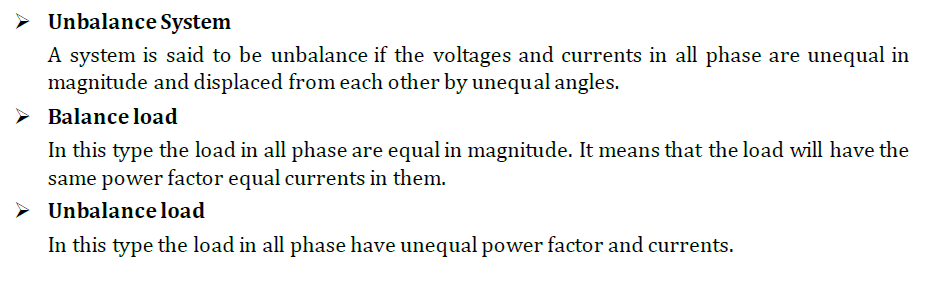 ➢ Unbalance System
A system is said to be unbalance if the voltages and currents in all phase are unequal in
magnitude and displaced from each other by unequal angles.
➢ Balance load
In this type the load in all phase are equal in magnitude. It means that the load will have the
same power factor equal currents in them.
➢ Unbalance load
In this type the load in all phase have unequal power factor and currents.